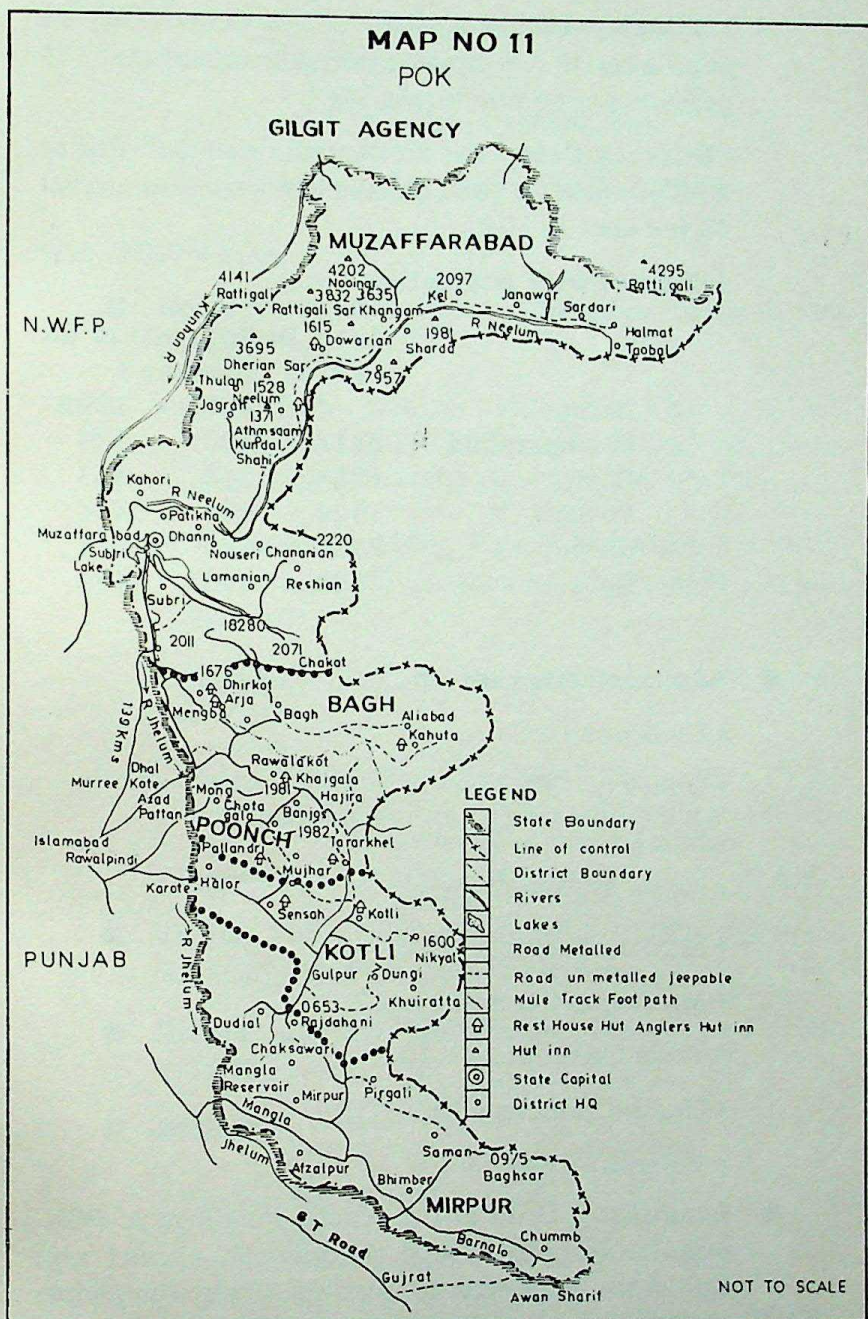 MAP NO 11
POK
GILGIT AGENCY
MUZAFFARABAD
4141
Rattigali
4202
Nooinar
3832 3635
Rattigali Sar Khangam
2097
Kel
Janawar
Sardari
4295
Ratti gali
Halmat
Taobal
N.W.F.P.
Kunhan R
1615
Dowarian
1981
Sharda
R Neelum
7957
3695
Dherian Sar
Thulan
1528
Neelum
Jagran
1371
Athmsaam
Kundal
Shahi
Kahori
R Neelum
Patikha
Muzaffarabad
Dhanni
Nouseri
Chananian
2220
Subri
Lake
Lamanian
Reshian
Subri
18280
2011
2071
Chakot
1676
Dhirkot
Arja
Mengba
Bagh
BAGH
Aliabad
Kahuta
139 Kms
R Jhelum
Rawalakot
Dhal
Kote
Murree
1981
Khaigala
Hajira
Mong
Azad
Pattan
Chota
gala
Banjos
Islamabad
Rawalpindi
POONCH
1982
Tararkhel
Pallandri
Mujhar
Karote
Holor
Sensah
Kotli
R Jhelum
PUNJAB
KOTLI
1600
Nikyal
Gulpur
Dungi
Khuiratta
0653
Dudial
Rajdahani
Chaksawari
Mangla
Reservoir
Mirpur
Pirgali
Mangla
Jhelum
Afzalpur
Saman
0975
Baghsar
Bhimber
MIRPUR
G T Road
Barnalo
Chummb
Gujrat
Awan Sharif
LEGEND
State Boundary
Line of control
District Boundary
Rivers
Lakes
Road Metalled
Road un metalled jeepable
Mule Track Foot path
Rest House Hut Anglers Hut inn
Hut inn
State Capital
District HQ
NOT TO SCALE